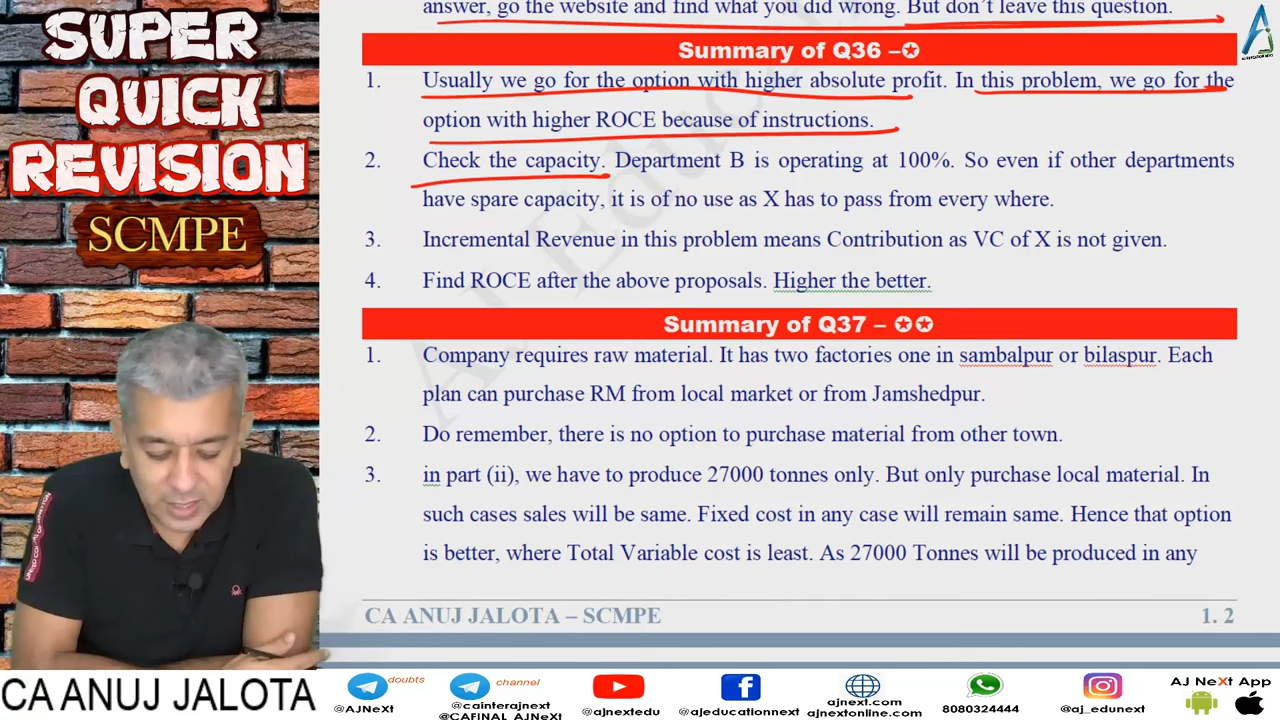 SUPER
QUICK
REVISION
SCMPE
answer, go the website and find what you did wrong. But don't leave this question.
Summary of Q36 –✪
1. Usually we go for the option with higher absolute profit. In this problem, we go for the
option with higher ROCE because of instructions.
2. Check the capacity. Department B is operating at 100%. So even if other departments
have spare capacity, it is of no use as X has to pass from every where.
3. Incremental Revenue in this problem means Contribution as VC of X is not given.
4. Find ROCE after the above proposals. Higher the better.
Summary of Q37 – ✪✪
1. Company requires raw material. It has two factories one in sambalpur or bilaspur. Each
plan can purchase RM from local market or from Jamshedpur.
2. Do remember, there is no option to purchase material from other town.
3. in part (ii), we have to produce 27000 tonnes only. But only purchase local material. In
such cases sales will be same. Fixed cost in any case will remain same. Hence that option
is better, where Total Variable cost is least. As 27000 Tonnes will be produced in any
CA ANUJ JALOTA – SCMPE 1. 2
CA ANUJ JALOTA
doubts
@AJNeXt
channel
@cainterajnext
@CAFINAL_AJNeXt
@ajnextedu
@ajeducationnext
ajnext.com
ajnextonline.com
8080324444
@aj_edunext
AJ NeXt App